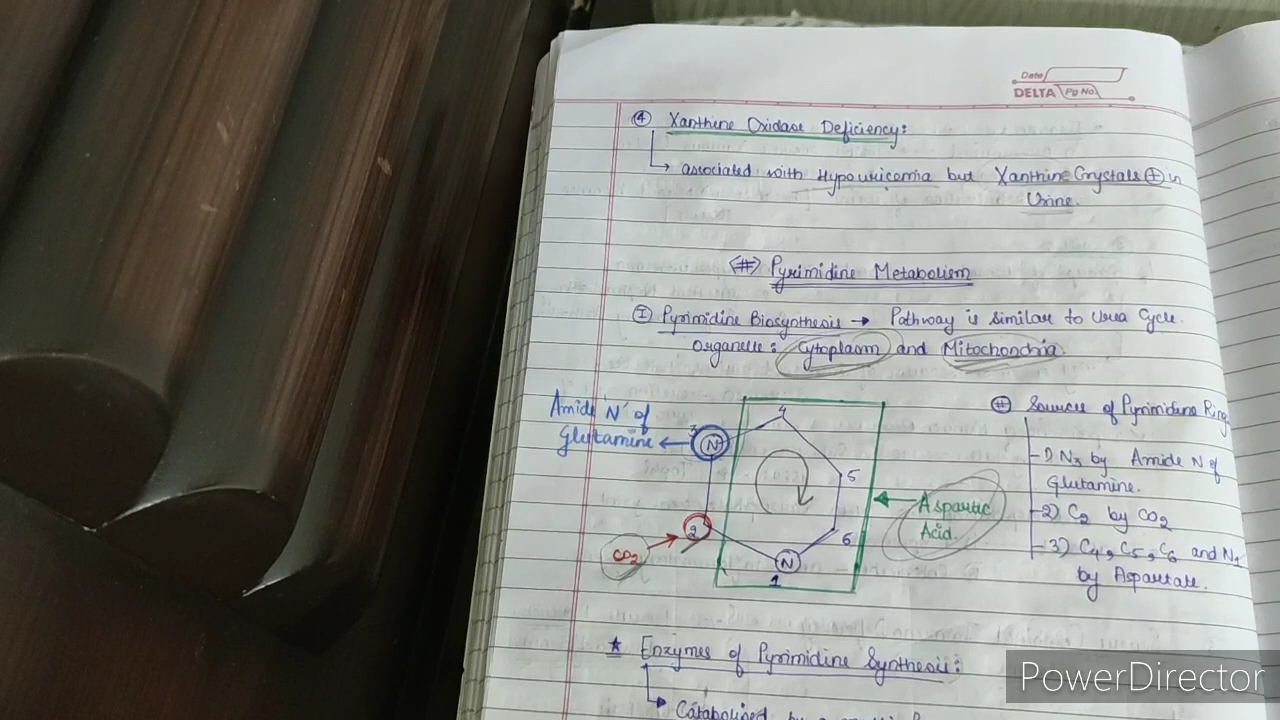 Date
DELTA Pg No.
④ Xanthine Oxidase Deficiency:
→ associated with Hypouricemia but Xanthine Crystals ⊕ in
Urine.
<#> Pyrimidine Metabolism
① Pyrimidine Biosynthesis → Pathway is similar to Urea Cycle.
Organelle: Cytoplasm and Mitochondria.
Amide 'N' of
Glutamine
3
N
4
5
6
N
1
2
CO2
Aspartic
Acid.
# Sources of Pyrimidine Ring
1) N3 by Amide N of
Glutamine.
2) C2 by CO2
3) C4, C5, C6 and N1
by Aspartate.
★ Enzymes of Pyrimidine Synthesis:
PowerDirector